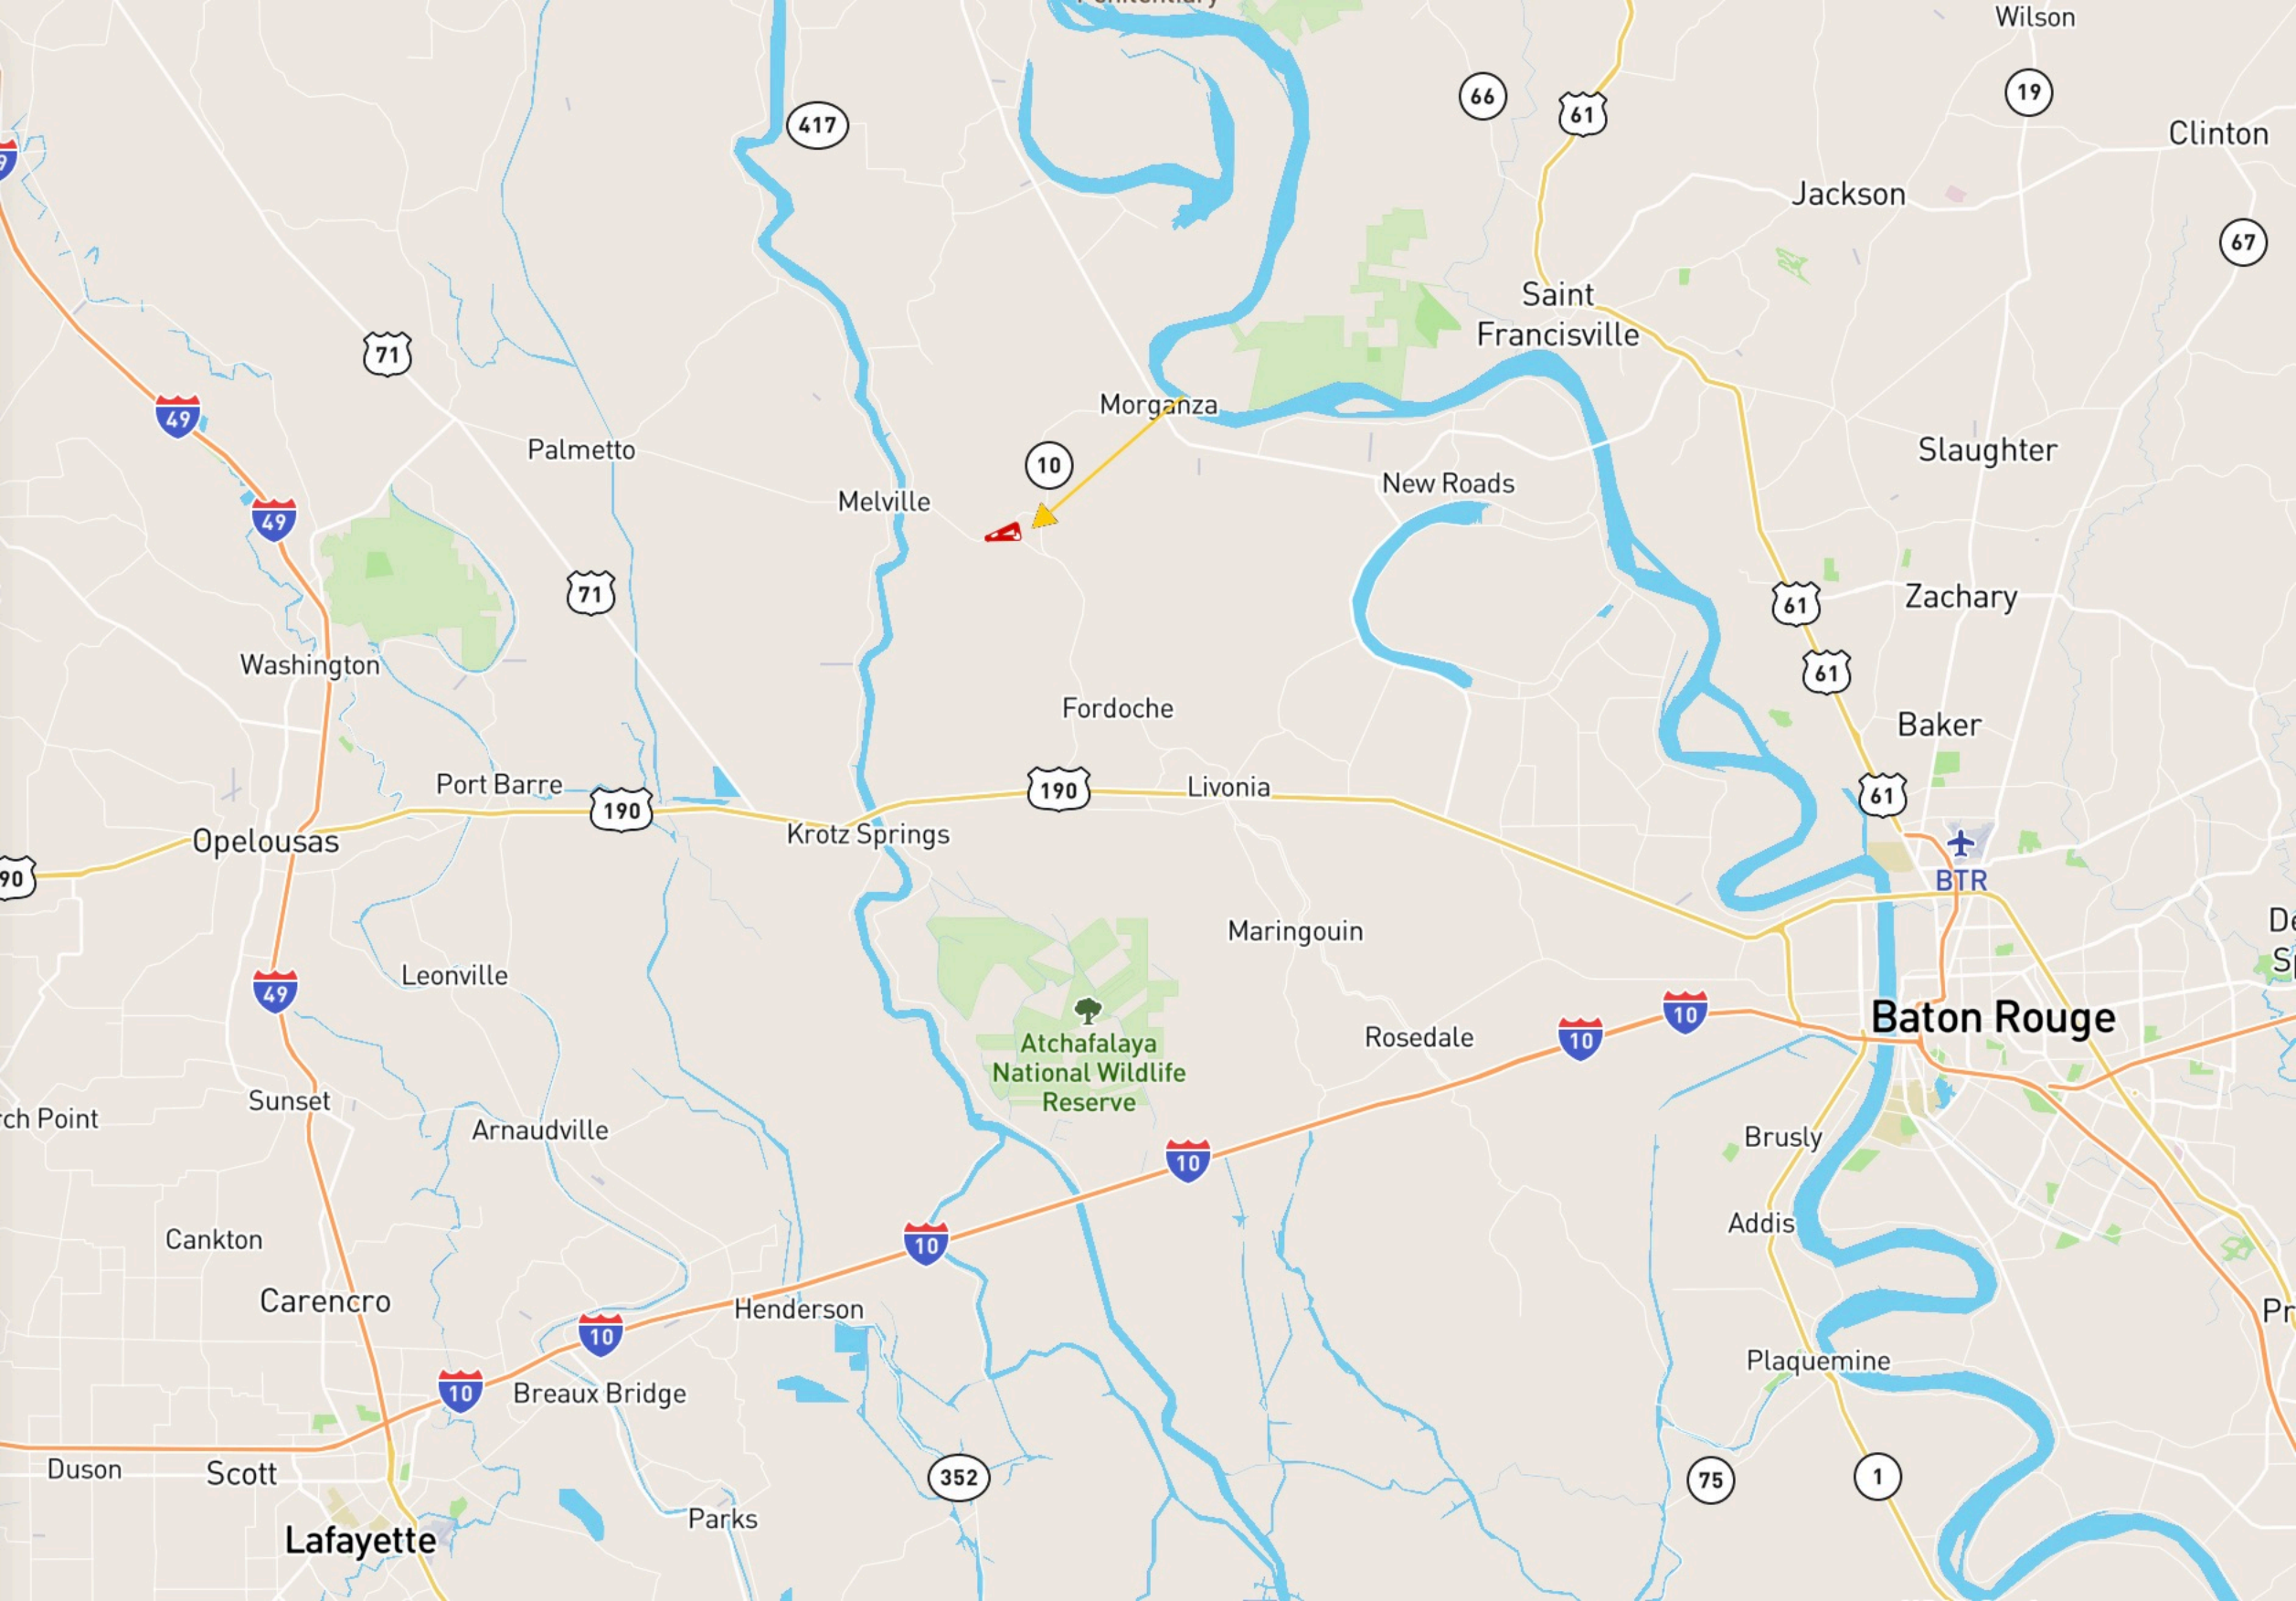 Penitentiary
Wilson
66
61
19
417
Clinton
Jackson
67
Saint
Francisville
71
49
Morganza
Palmetto
10
Slaughter
New Roads
Melville
49
71
61
Zachary
Washington
61
Fordoche
Baker
Port Barre
190
190
Livonia
61
Opelousas
Krotz Springs
90
BTR
Maringouin
Leonville
49
Baton Rouge
Atchafalaya
National Wildlife
Reserve
Rosedale
10
10
Sunset
rch Point
Arnaudville
Brusly
10
Addis
Cankton
10
Carencro
Henderson
10
Plaquemine
10
Breaux Bridge
Duson
Scott
352
75
1
Parks
Lafayette